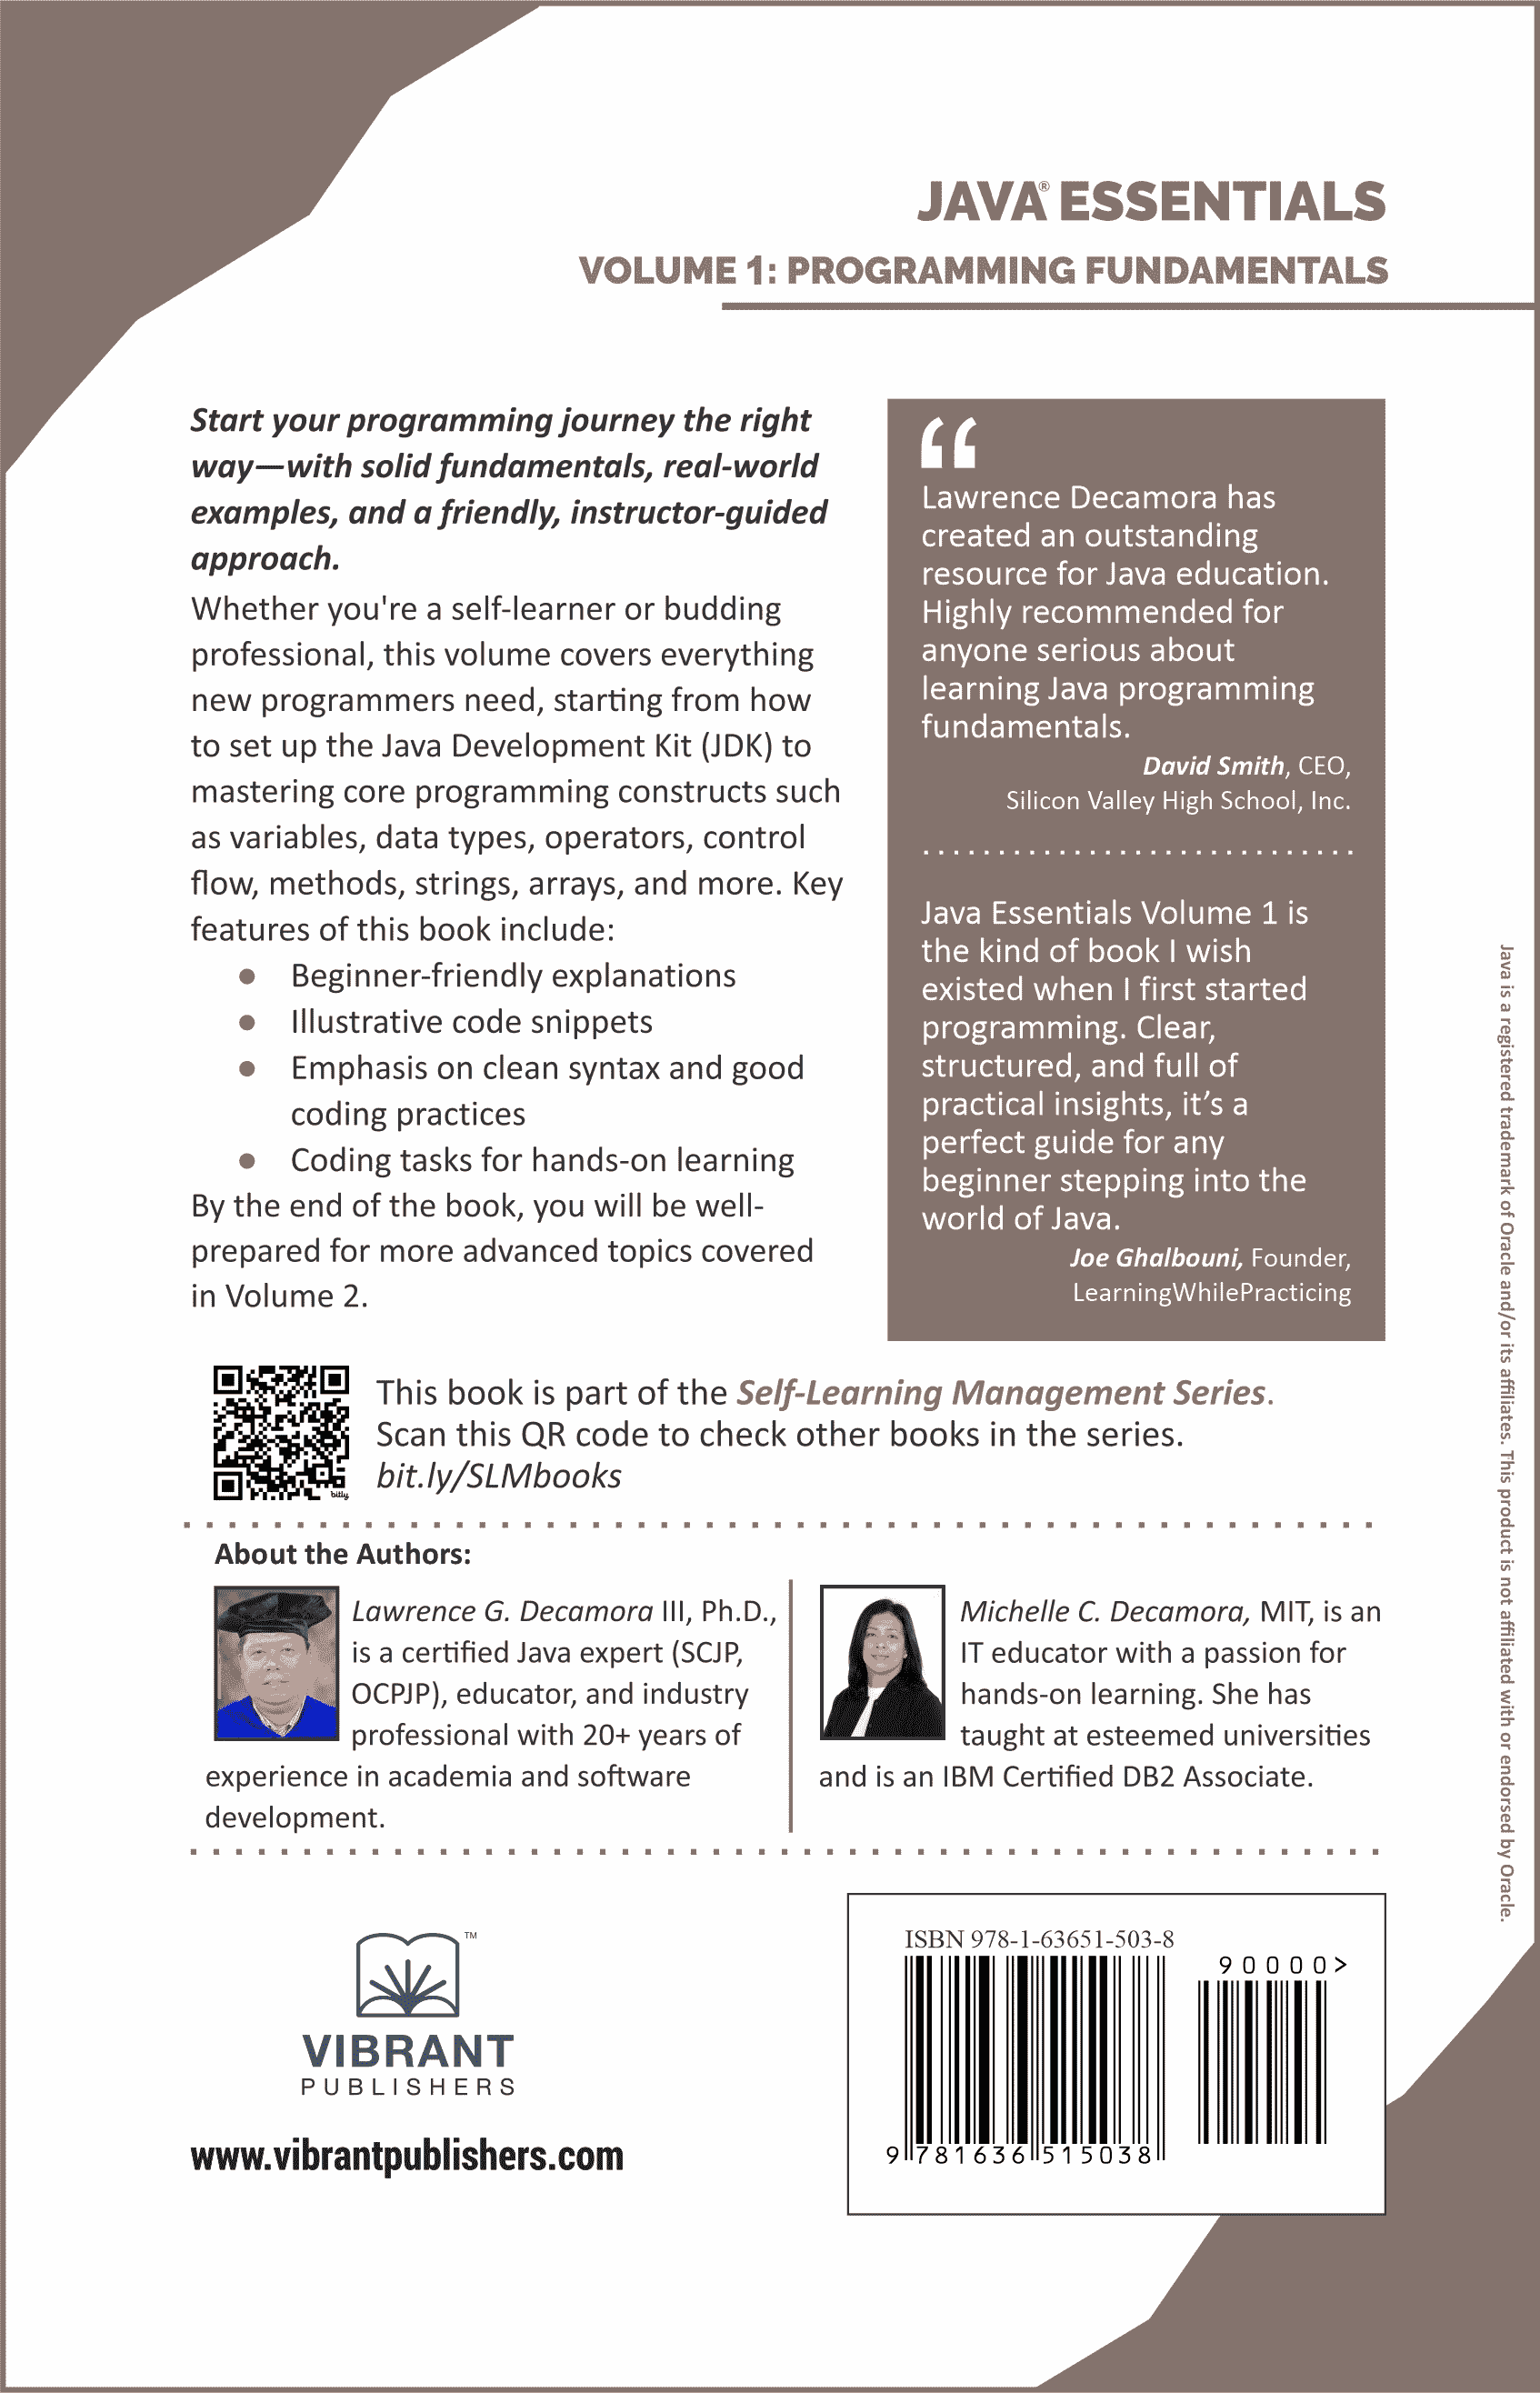 JAVA® ESSENTIALS
VOLUME 1: PROGRAMMING FUNDAMENTALS
Start your programming journey the right
way—with solid fundamentals, real-world
examples, and a friendly, instructor-guided
approach.
Whether you're a self-learner or budding
professional, this volume covers everything
new programmers need, starting from how
to set up the Java Development Kit (JDK) to
mastering core programming constructs such
as variables, data types, operators, control
flow, methods, strings, arrays, and more. Key
features of this book include:
● Beginner-friendly explanations
● Illustrative code snippets
● Emphasis on clean syntax and good
coding practices
● Coding tasks for hands-on learning
By the end of the book, you will be well-
prepared for more advanced topics covered
in Volume 2.
“
Lawrence Decamora has
created an outstanding
resource for Java education.
Highly recommended for
anyone serious about
learning Java programming
fundamentals.
David Smith, CEO,
Silicon Valley High School, Inc.
Java Essentials Volume 1 is
the kind of book I wish
existed when I first started
programming. Clear,
structured, and full of
practical insights, it’s a
perfect guide for any
beginner stepping into the
world of Java.
Joe Ghalbouni, Founder,
LearningWhilePracticing
This book is part of the Self-Learning Management Series.
Scan this QR code to check other books in the series.
bit.ly/SLMbooks
bitly
About the Authors:
Lawrence G. Decamora III, Ph.D.,
is a certified Java expert (SCJP,
OCPJP), educator, and industry
professional with 20+ years of
experience in academia and software
development.
Michelle C. Decamora, MIT, is an
IT educator with a passion for
hands-on learning. She has
taught at esteemed universities
and is an IBM Certified DB2 Associate.
Java is a registered trademark of Oracle and/or its affiliates. This product is not affiliated with or endorsed by Oracle.
TM
VIBRANT
PUBLISHERS
www.vibrantpublishers.com
ISBN 978-1-63651-503-8
90000>
9 781636 515038